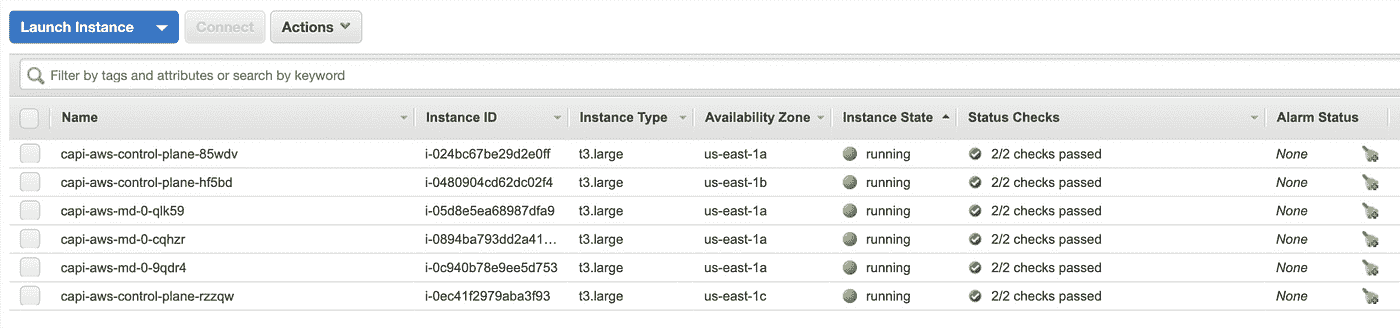 Launch Instance Connect Actions
Filter by tags and attributes or search by keyword
Name Instance ID Instance Type Availability Zone Instance State Status Checks Alarm Status
capi-aws-control-plane-85wdv i-024bc67be29d2e0ff t3.large us-east-1a running 2/2 checks passed None
capi-aws-control-plane-hf5bd i-0480904cd62dc02f4 t3.large us-east-1b running 2/2 checks passed None
capi-aws-md-0-qlk59 i-05d8e5ea68987dfa9 t3.large us-east-1a running 2/2 checks passed None
capi-aws-md-0-cqhzr i-0894ba793dd2a41... t3.large us-east-1a running 2/2 checks passed None
capi-aws-md-0-9qdr4 i-0c940b78e9ee5d753 t3.large us-east-1a running 2/2 checks passed None
capi-aws-control-plane-rzzqw i-0ec41f2979aba3f93 t3.large us-east-1c running 2/2 checks passed None